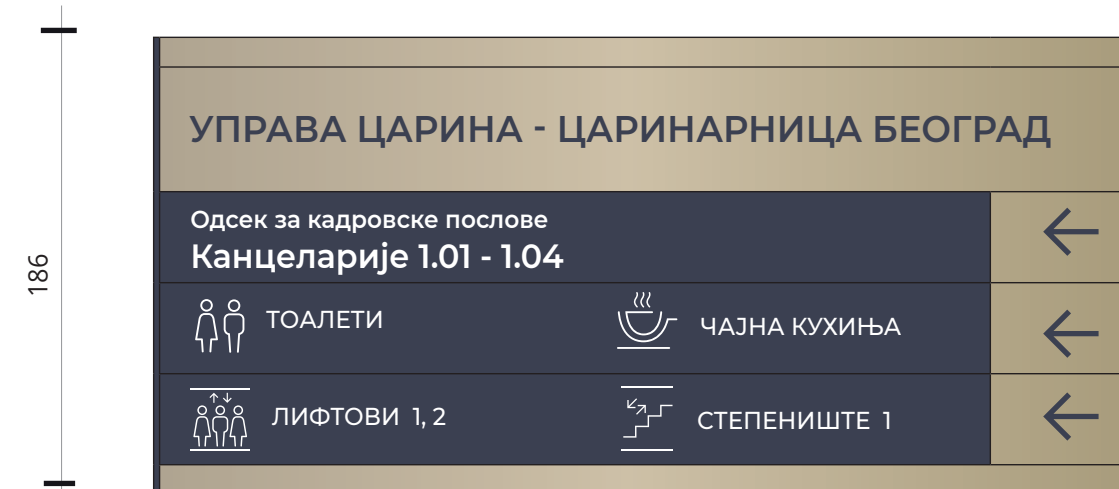 УПРАВА ЦАРИНА - ЦАРИНАРНИЦА БЕОГРАД
Одсек за кадровске послове
Канцеларије 1.01 - 1.04
ТОАЛЕТИ
ЧАЈНА КУХИЊА
ЛИФТОВИ 1, 2
СТЕПЕНИШТЕ 1
186